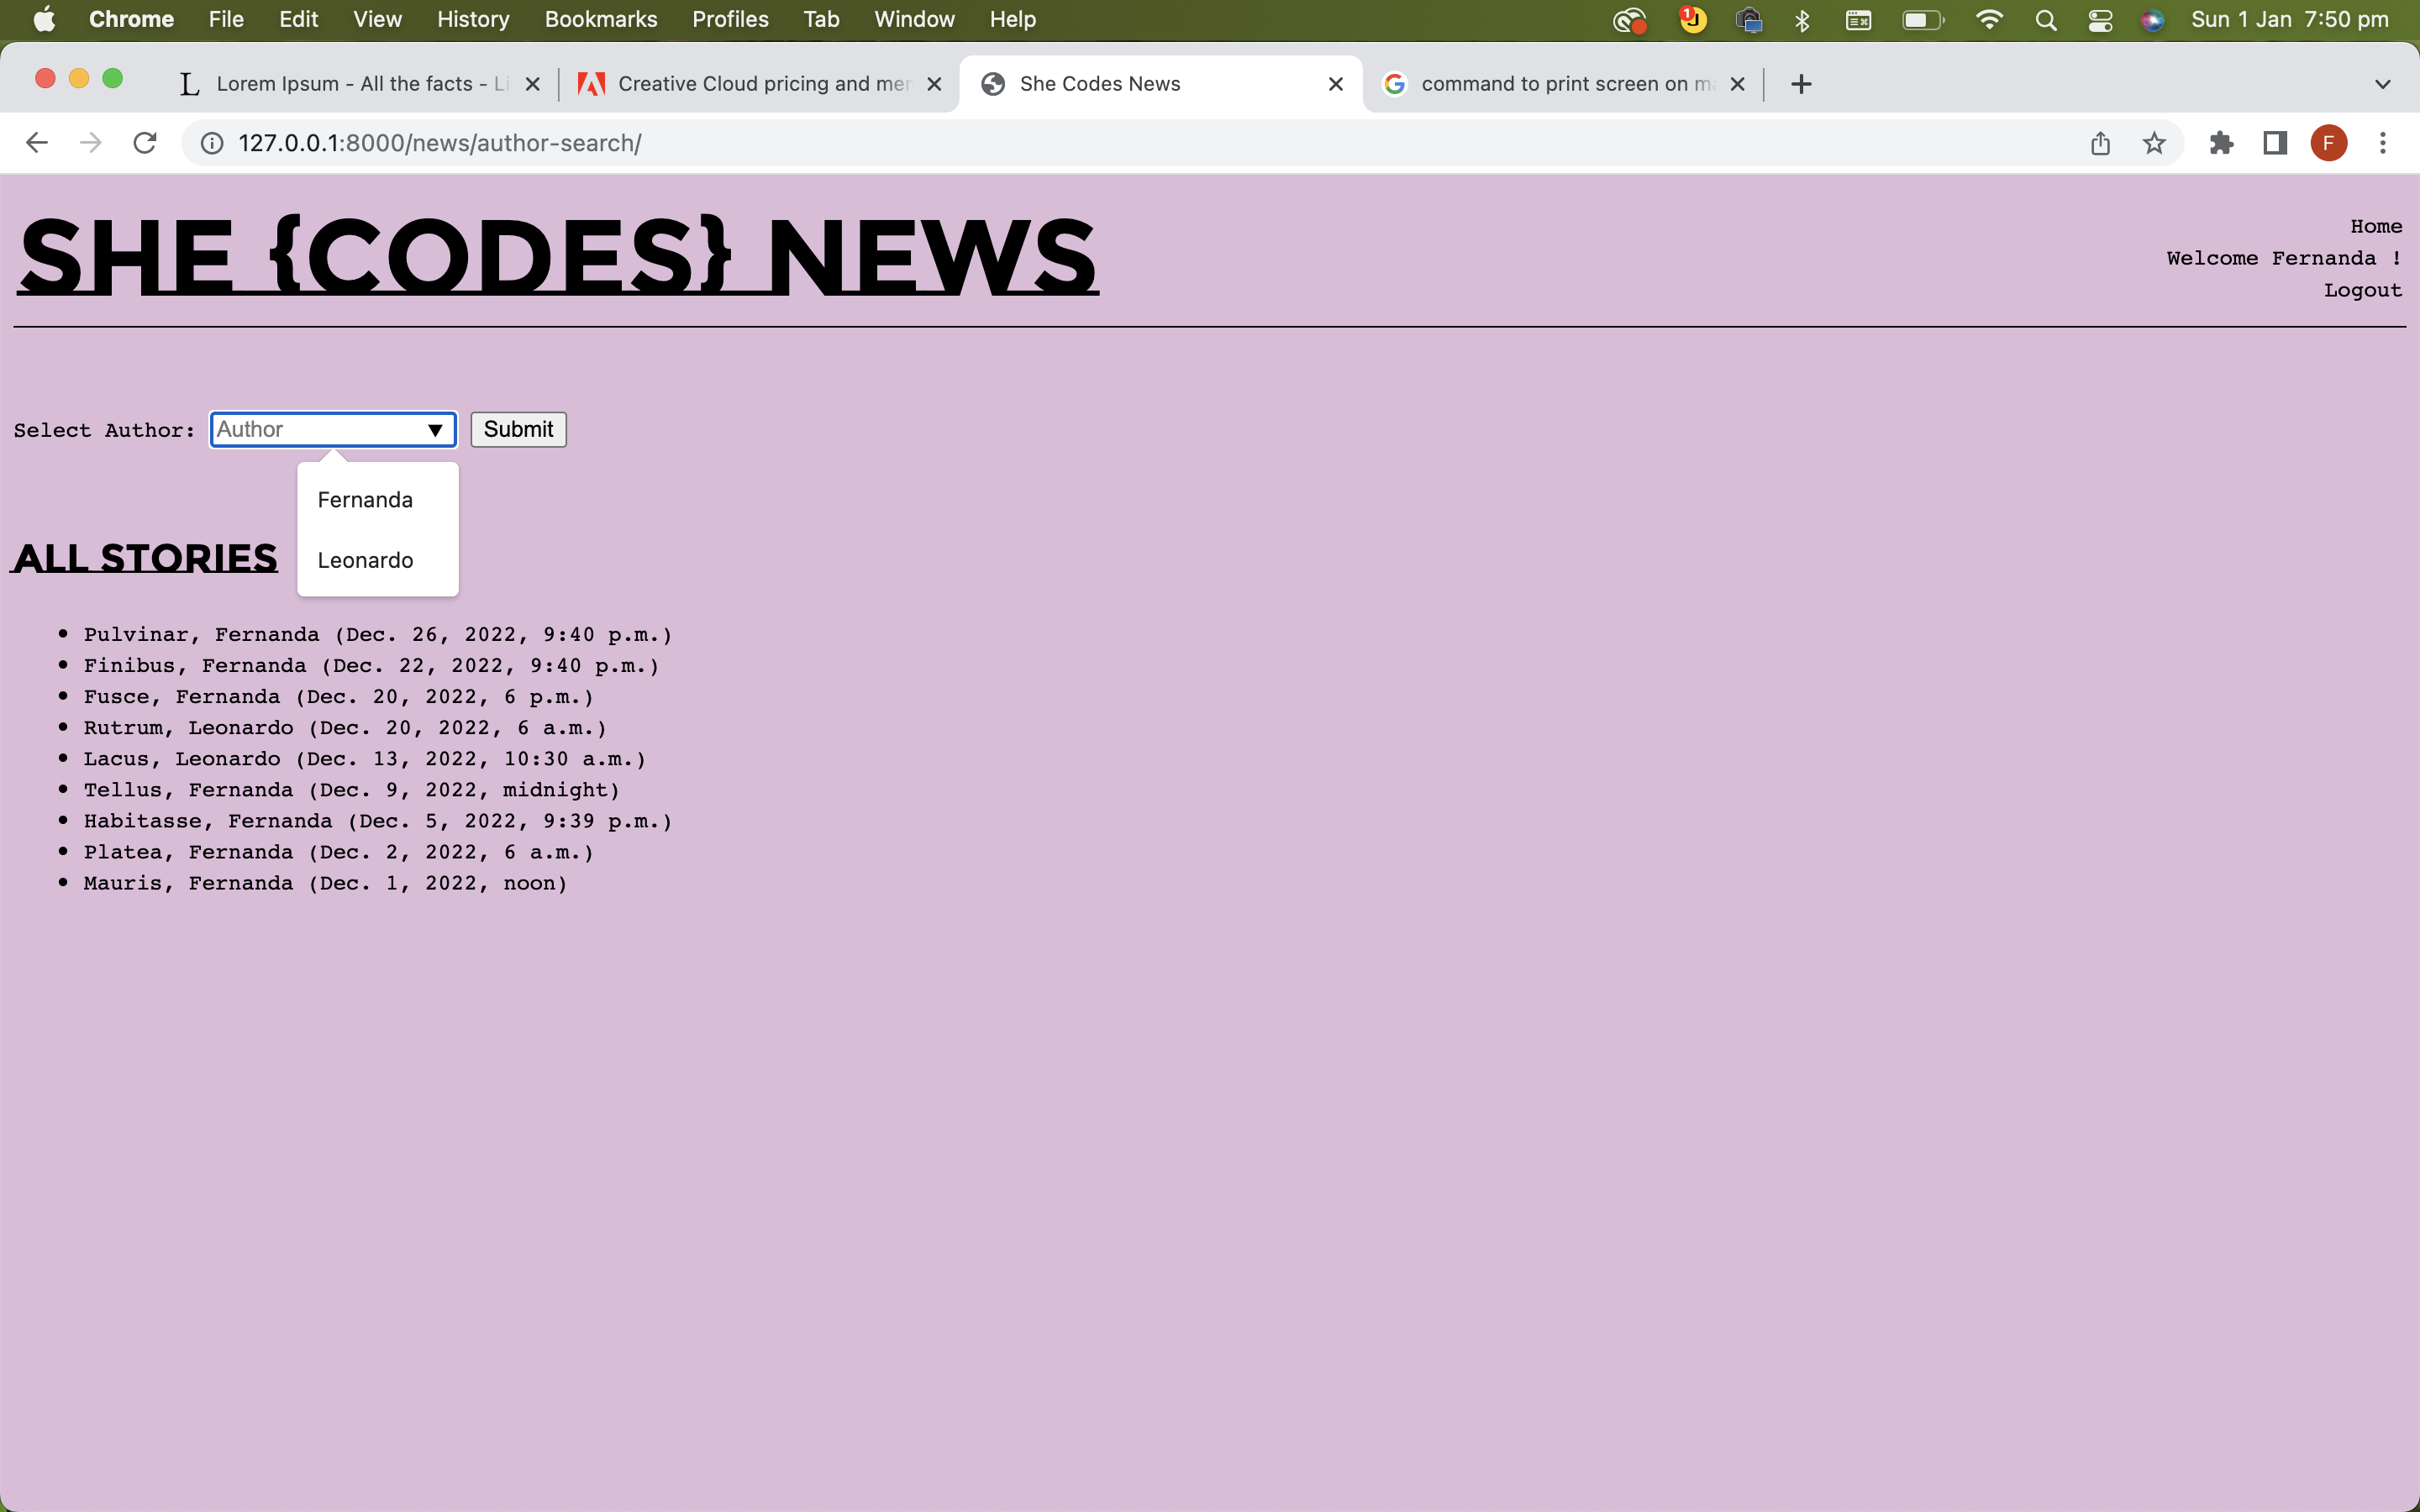 Chrome File Edit View History Bookmarks Profiles Tab Window Help 1 Sun 1 Jan 7:50 pm
Lorem Ipsum - All the facts - Li Creative Cloud pricing and mem She Codes News command to print screen on ma
127.0.0.1:8000/news/author-search/ F
SHE {CODES} NEWS
Home
Welcome Fernanda !
Logout
Select Author: Author Submit
Fernanda
Leonardo
ALL STORIES
Pulvinar, Fernanda (Dec. 26, 2022, 9:40 p.m.)
Finibus, Fernanda (Dec. 22, 2022, 9:40 p.m.)
Fusce, Fernanda (Dec. 20, 2022, 6 p.m.)
Rutrum, Leonardo (Dec. 20, 2022, 6 a.m.)
Lacus, Leonardo (Dec. 13, 2022, 10:30 a.m.)
Tellus, Fernanda (Dec. 9, 2022, midnight)
Habitasse, Fernanda (Dec. 5, 2022, 9:39 p.m.)
Platea, Fernanda (Dec. 2, 2022, 6 a.m.)
Mauris, Fernanda (Dec. 1, 2022, noon)